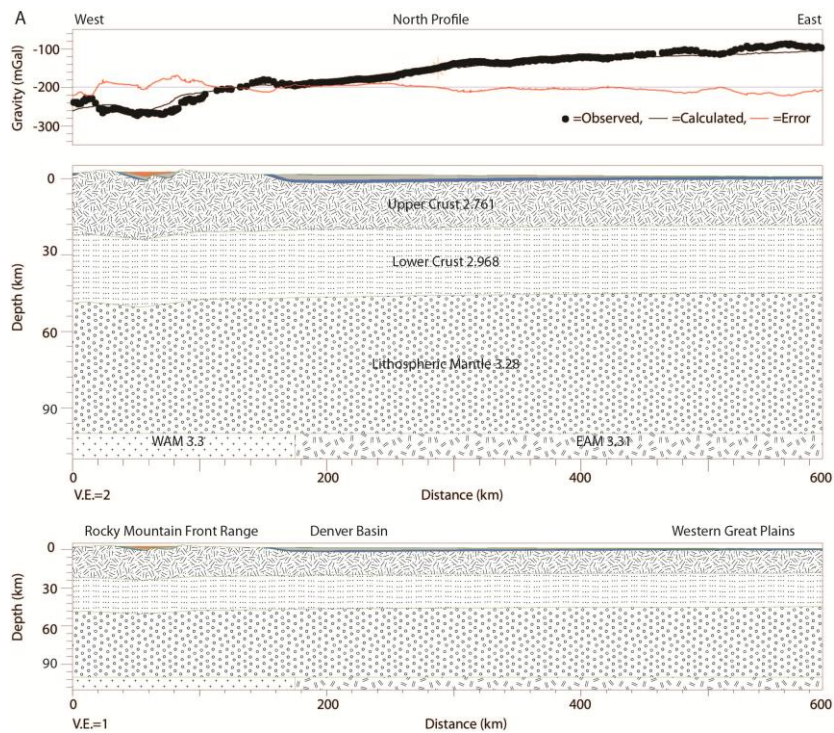 A
West North Profile East
Gravity (mGal)
-100
-200
-300
=Observed, =Calculated, =Error
Depth (km)
0
30
60
90
Upper Crust 2.761
Lower Crust 2.968
Lithospheric Mantle 3.28
WAM 3.3 EAM 3.31
0 200 400 600
V.E.=2 Distance (km)
Rocky Mountain Front Range Denver Basin Western Great Plains
Depth (km)
0
30
60
90
0 200 400 600
V.E.=1 Distance (km)